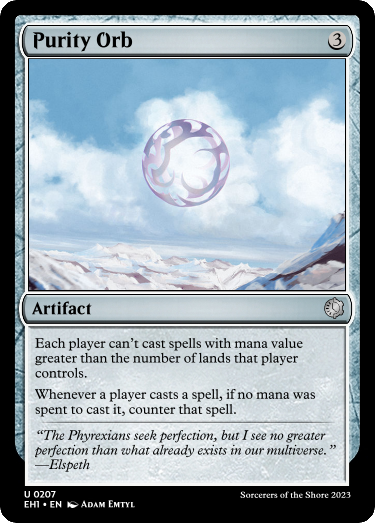 Purity Orb 3
Artifact
Each player can't cast spells with mana value
greater than the number of lands that player
controls.
Whenever a player casts a spell, if no mana was
spent to cast it, counter that spell.
“The Phyrexians seek perfection, but I see no greater
perfection than what already exists in our multiverse.”
—Elspeth
U 0207
EH1 • EN Adam Emtyl
Sorcerers of the Shore 2023